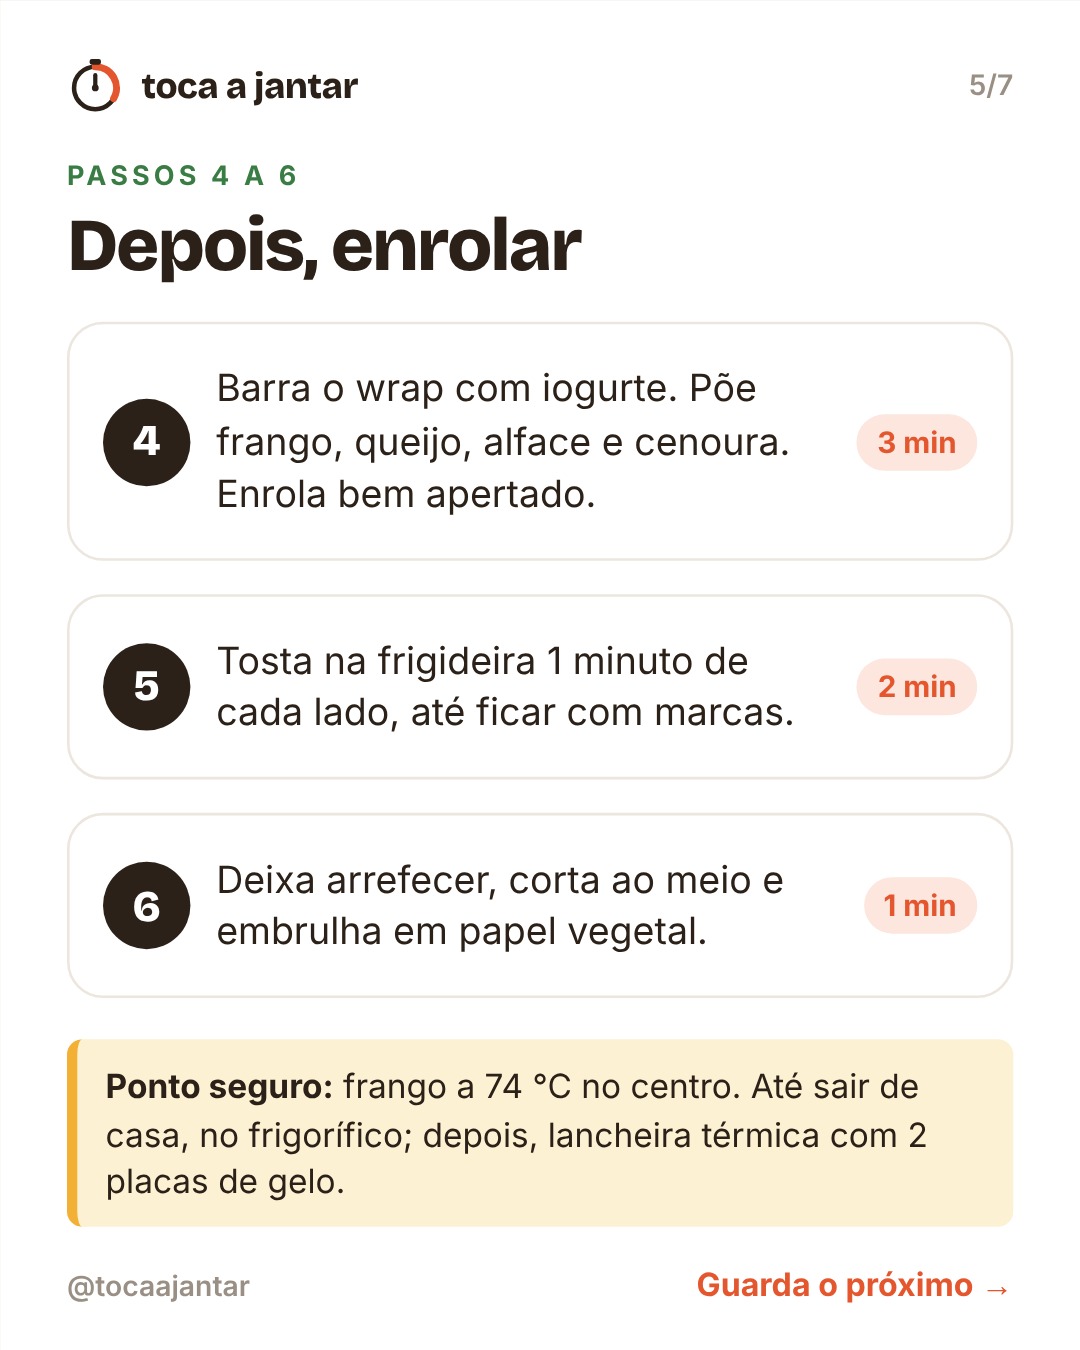 toca a jantar
5/7
PASSOS 4 A 6
Depois, enrolar
4
Barra o wrap com iogurte. Põe
frango, queijo, alface e cenoura.
Enrola bem apertado.
3 min
5
Tosta na frigideira 1 minuto de
cada lado, até ficar com marcas.
2 min
6
Deixa arrefecer, corta ao meio e
embrulha em papel vegetal.
1 min
Ponto seguro: frango a 74 °C no centro. Até sair de
casa, no frigorífico; depois, lancheira térmica com 2
placas de gelo.
@tocaajantar
Guarda o próximo →